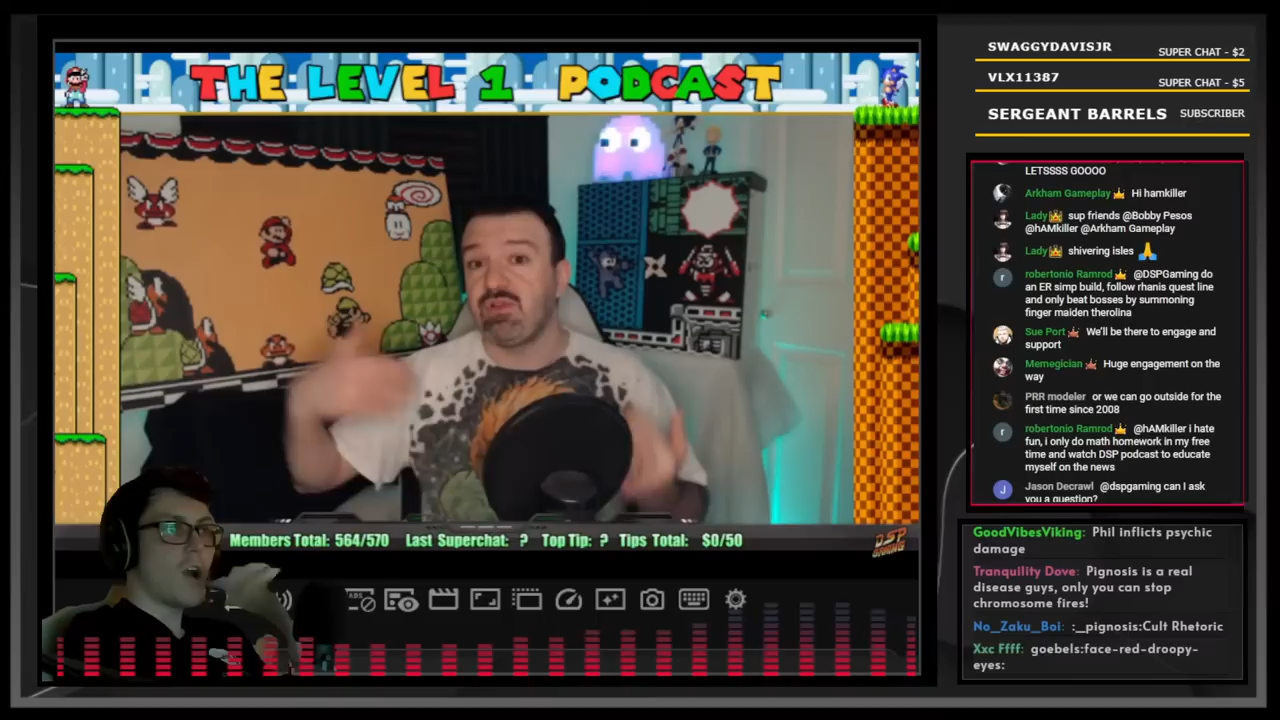 THE LEVEL 1 PODCAST
SWAGGYDAVISJR
SUPER CHAT - $2
VLX11387
SUPER CHAT - $5
SERGEANT BARRELS
SUBSCRIBER
LETSSSS GOOOO
Arkham Gameplay Hi hamkiller
Lady sup friends @Bobby Pesos
@hAMkiller @Arkham Gameplay
Lady shivering isles
robertonio Ramrod @DSPGaming do
an ER simp build, follow rhanis quest line
and only beat bosses by summoning
finger maiden therolina
Sue Port We'll be there to engage and
support
Memegician Huge engagement on the
way
PRR modeler or we can go outside for the
first time since 2008
r
robertonio Ramrod @hAMkiller i hate
fun, i only do math homework in my free
time and watch DSP podcast to educate
myself on the news
J
Jason Decrawl @dspgaming can I ask
you a question?
Members Total: 564/570 Last Superchat: ? Top Tip: ? Tips Total: $0/50
DSP
GAMING
GoodVibesViking: Phil inflicts psychic
damage
Tranquility Dove: Pignosis is a real
disease guys, only you can stop
chromosome fires!
No_Zaku_Boi: :_pignosis:Cult Rhetoric
Xxc Ffff: goebels:face-red-droopy-
eyes: